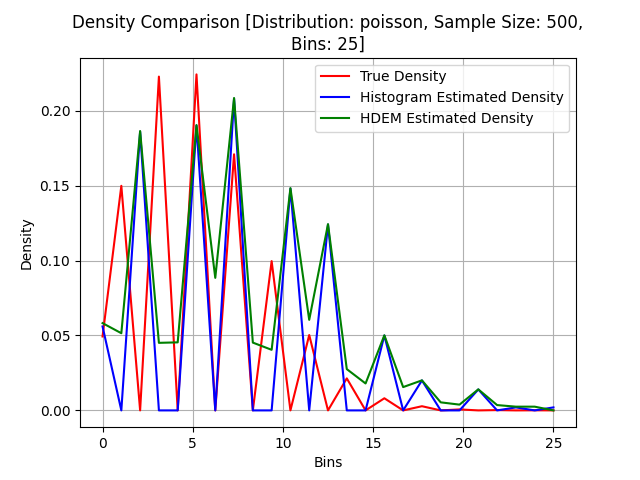 Density Comparison [Distribution: poisson, Sample Size: 500,
Bins: 25]
True Density
Histogram Estimated Density
HDEM Estimated Density
Density
0.20
0.15
0.10
0.05
0.00
0 5 10 15 20 25
Bins